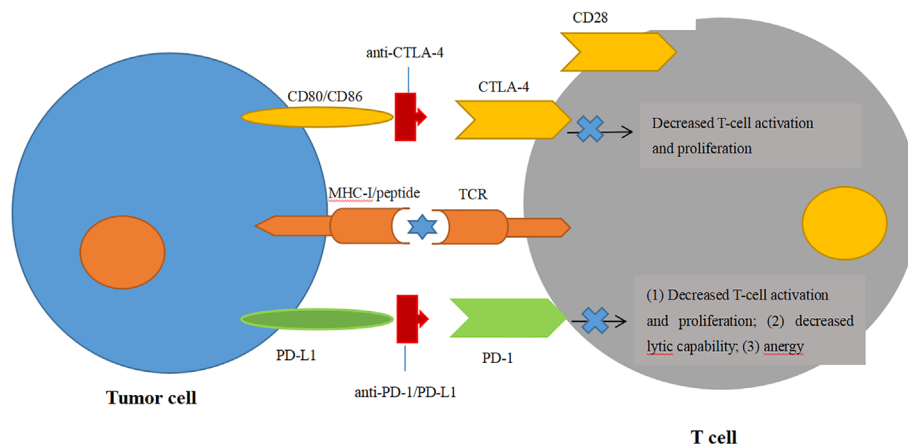 CD28
anti-CTLA-4
CD80/CD86
CTLA-4
Decreased T-cell activation
and proliferation
MHC-I/peptide
TCR
(1) Decreased T-cell activation
and proliferation; (2) decreased
lytic capability; (3) anergy
PD-L1
PD-1
anti-PD-1/PD-L1
Tumor cell
T cell